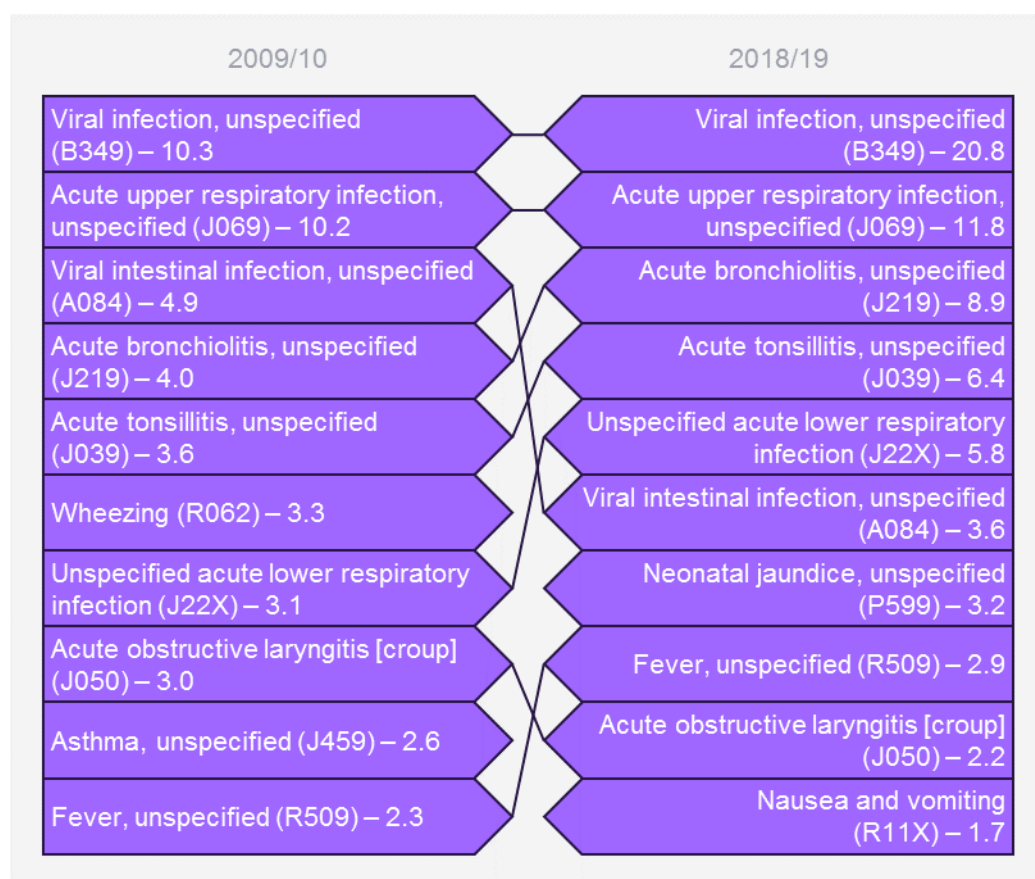 2009/10
2018/19
Viral infection, unspecified
(B349) – 10.3
Acute upper respiratory infection,
unspecified (J069) – 10.2
Viral intestinal infection, unspecified
(A084) – 4.9
Acute bronchiolitis, unspecified
(J219) – 4.0
Acute tonsillitis, unspecified
(J039) – 3.6
Wheezing (R062) – 3.3
Unspecified acute lower respiratory
infection (J22X) – 3.1
Acute obstructive laryngitis [croup]
(J050) – 3.0
Asthma, unspecified (J459) – 2.6
Fever, unspecified (R509) – 2.3
Viral infection, unspecified
(B349) – 20.8
Acute upper respiratory infection,
unspecified (J069) – 11.8
Acute bronchiolitis, unspecified
(J219) – 8.9
Acute tonsillitis, unspecified
(J039) – 6.4
Unspecified acute lower respiratory
infection (J22X) – 5.8
Viral intestinal infection, unspecified
(A084) – 3.6
Neonatal jaundice, unspecified
(P599) – 3.2
Fever, unspecified (R509) – 2.9
Acute obstructive laryngitis [croup]
(J050) – 2.2
Nausea and vomiting
(R11X) – 1.7